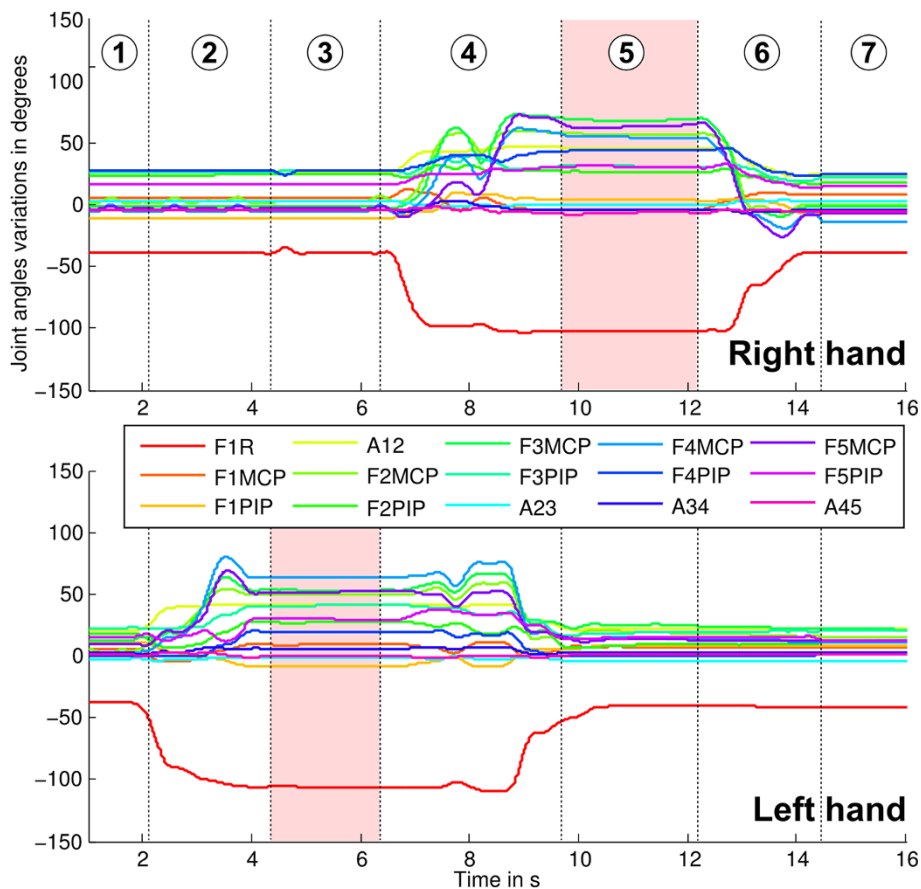 150
100
50
0
−50
−100
−150
Joint angles variations in degrees
① ② ③ ④ ⑤ ⑥ ⑦
Right hand
2 4 6 8 10 12 14 16
F1R A12 F3MCP F4MCP F5MCP
F1MCP F2MCP F3PIP F4PIP F5PIP
F1PIP F2PIP A23 A34 A45
150
100
50
0
−50
−100
−150
Left hand
2 4 6 8 10 12 14 16
Time in s